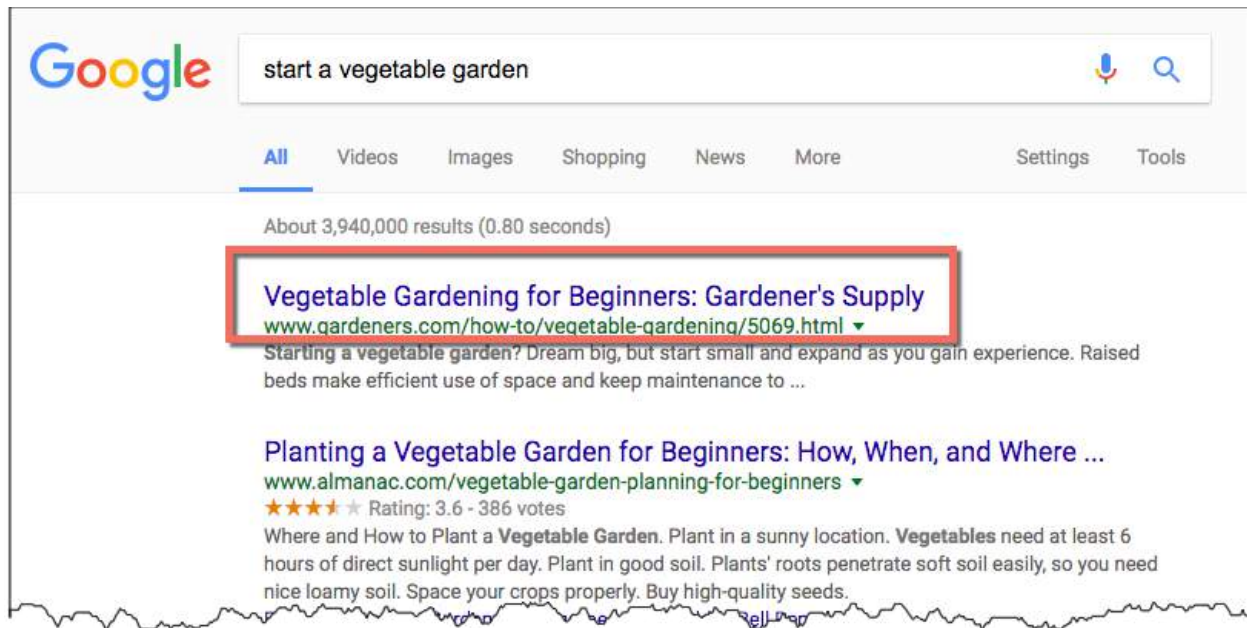 Google
start a vegetable garden
All Videos Images Shopping News More Settings Tools
About 3,940,000 results (0.80 seconds)
Vegetable Gardening for Beginners: Gardener's Supply
www.gardeners.com/how-to/vegetable-gardening/5069.html
Starting a vegetable garden? Dream big, but start small and expand as you gain experience. Raised
beds make efficient use of space and keep maintenance to ...
Planting a Vegetable Garden for Beginners: How, When, and Where ...
www.almanac.com/vegetable-garden-planning-for-beginners
Rating: 3.6 - 386 votes
Where and How to Plant a Vegetable Garden. Plant in a sunny location. Vegetables need at least 6
hours of direct sunlight per day. Plant in good soil. Plants' roots penetrate soft soil easily, so you need
nice loamy soil. Space your crops properly. Buy high-quality seeds.